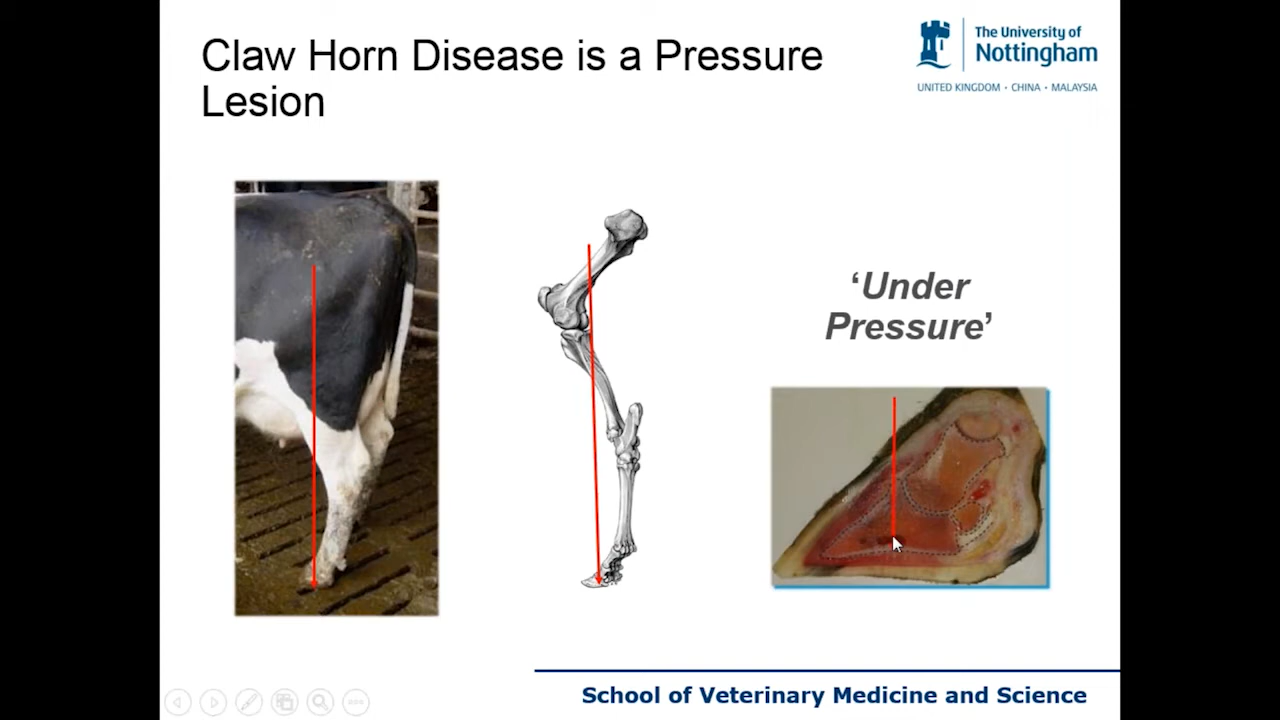 Claw Horn Disease is a Pressure
Lesion
The University of
Nottingham
UNITED KINGDOM · CHINA · MALAYSIA
‘Under
Pressure’
School of Veterinary Medicine and Science